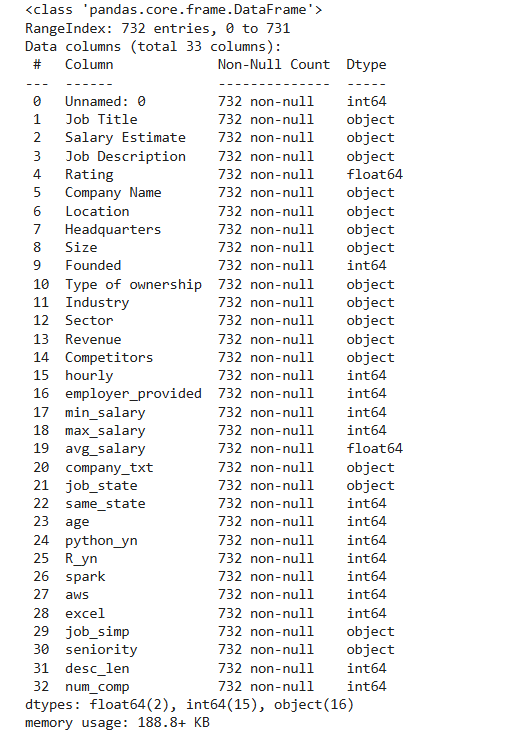 <class 'pandas.core.frame.DataFrame'>
RangeIndex: 732 entries, 0 to 731
Data columns (total 33 columns):
 #   Column             Non-Null Count  Dtype
---  ------             --------------  -----
 0   Unnamed: 0         732 non-null    int64
 1   Job Title          732 non-null    object
 2   Salary Estimate    732 non-null    object
 3   Job Description    732 non-null    object
 4   Rating             732 non-null    float64
 5   Company Name       732 non-null    object
 6   Location           732 non-null    object
 7   Headquarters       732 non-null    object
 8   Size               732 non-null    object
 9   Founded            732 non-null    int64
 10  Type of ownership  732 non-null    object
 11  Industry           732 non-null    object
 12  Sector             732 non-null    object
 13  Revenue            732 non-null    object
 14  Competitors        732 non-null    object
 15  hourly             732 non-null    int64
 16  employer_provided  732 non-null    int64
 17  min_salary         732 non-null    int64
 18  max_salary         732 non-null    int64
 19  avg_salary         732 non-null    float64
 20  company_txt        732 non-null    object
 21  job_state          732 non-null    object
 22  same_state         732 non-null    int64
 23  age                732 non-null    int64
 24  python_yn          732 non-null    int64
 25  R_yn               732 non-null    int64
 26  spark              732 non-null    int64
 27  aws                732 non-null    int64
 28  excel              732 non-null    int64
 29  job_simp           732 non-null    object
 30  seniority          732 non-null    object
 31  desc_len           732 non-null    int64
 32  num_comp           732 non-null    int64
dtypes: float64(2), int64(15), object(16)
memory usage: 188.8+ KB